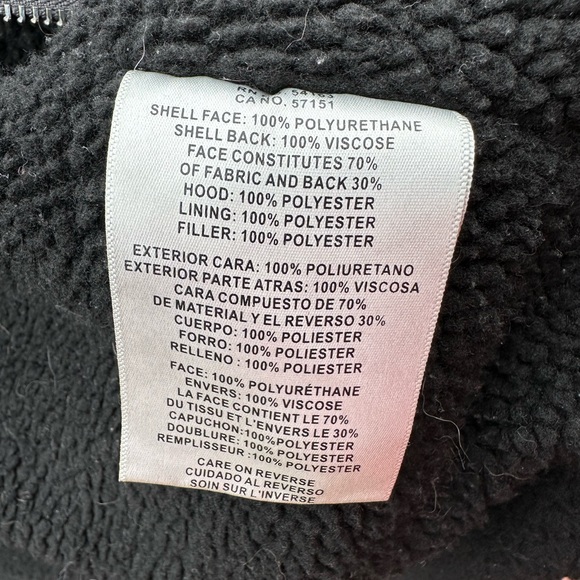 CA NO. 57151
SHELL FACE: 100% POLYURETHANE
SHELL BACK: 100% VISCOSE
FACE CONSTITUTES 70%
OF FABRIC AND BACK 30%
HOOD: 100% POLYESTER
LINING: 100% POLYESTER
FILLER: 100% POLYESTER
EXTERIOR CARA: 100% POLIURETANO
EXTERIOR PARTE ATRAS: 100% VISCOSA
CARA COMPUESTO DE 70%
DE MATERIAL Y EL REVERSO 30%
CUERPO: 100% POLIESTER
FORRO: 100% POLIESTER
RELLENO : 100% POLIESTER
FACE: 100% POLYURÉTHANE
ENVERS: 100% VISCOSE
LA FACE CONTIENT LE 70%
DU TISSU ET L'ENVERS LE 30%
CAPUCHON:100%POLYESTER
DOUBLURE: 100%POLYESTER
REMPLISSEUR :100% POLYESTER
CARE ON REVERSE
CUIDADO AL REVERSO
SOIN SUR L'INVERSE